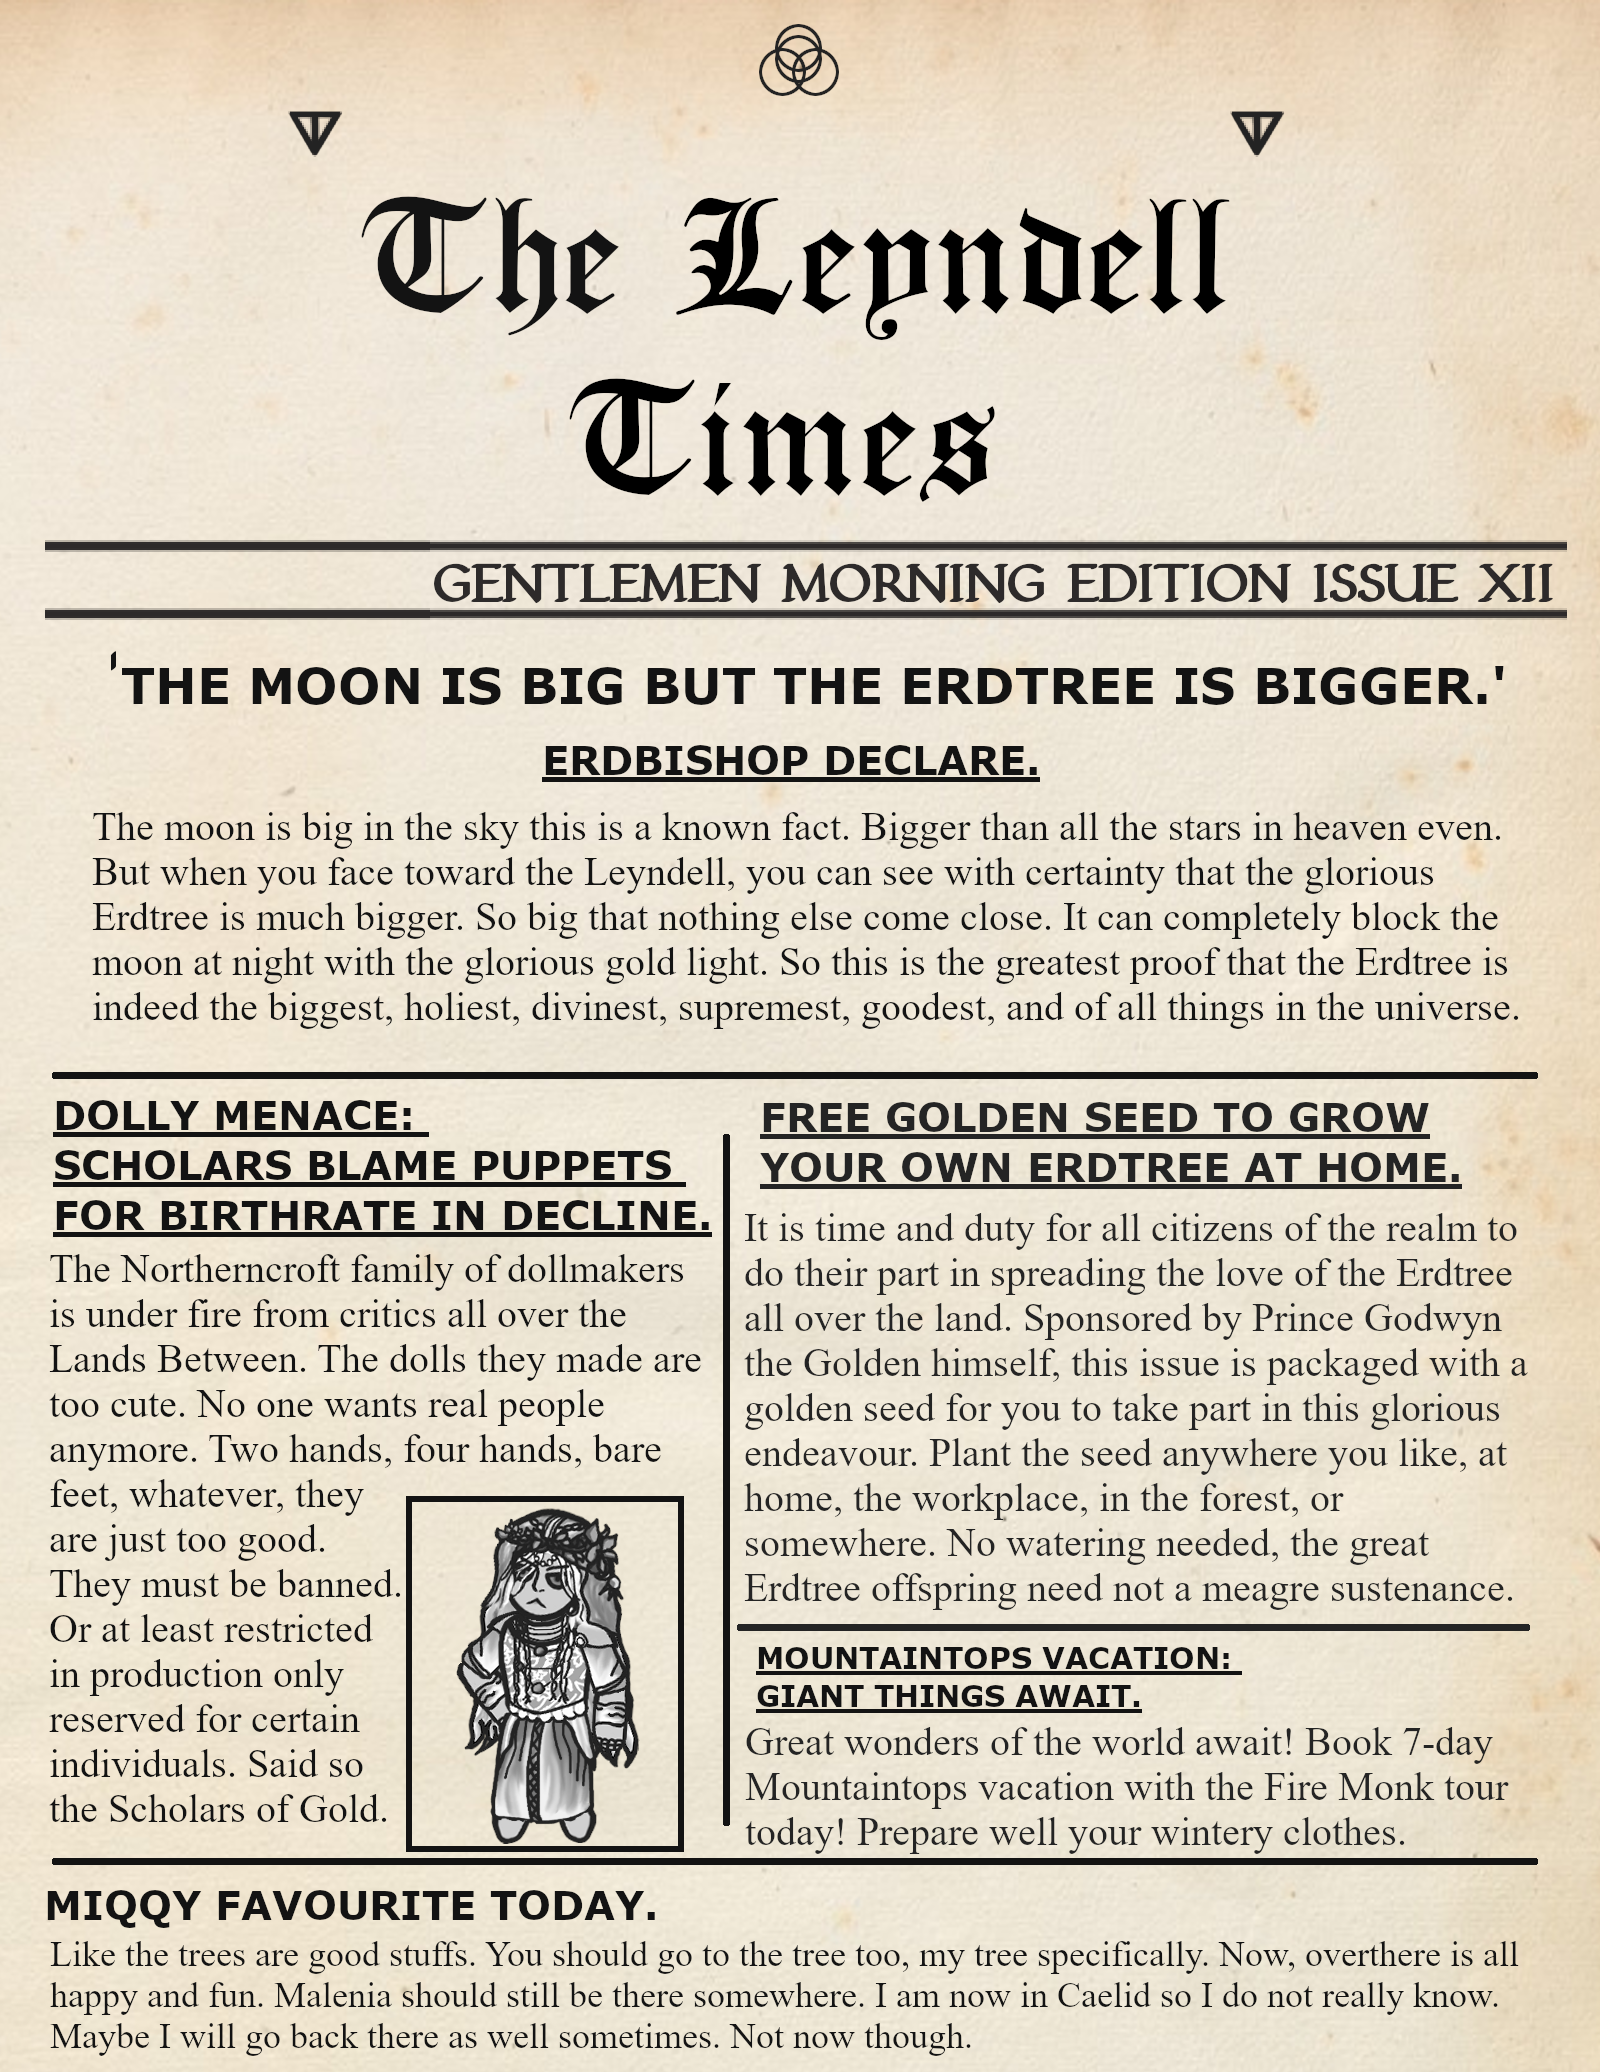 The Leyndell
Times
GENTLEMEN MORNING EDITION ISSUE XII
'THE MOON IS BIG BUT THE ERDTREE IS BIGGER.'
ERDBISHOP DECLARE.
The moon is big in the sky this is a known fact. Bigger than all the stars in heaven even.
But when you face toward the Leyndell, you can see with certainty that the glorious
Erdtree is much bigger. So big that nothing else come close. It can completely block the
moon at night with the glorious gold light. So this is the greatest proof that the Erdtree is
indeed the biggest, holiest, divinest, supremest, goodest, and of all things in the universe.
DOLLY MENACE:
SCHOLARS BLAME PUPPETS
FOR BIRTHRATE IN DECLINE.
The Northerncroft family of dollmakers
is under fire from critics all over the
Lands Between. The dolls they made are
too cute. No one wants real people
anymore. Two hands, four hands, bare
feet, whatever, they
are just too good.
They must be banned.
Or at least restricted
in production only
reserved for certain
individuals. Said so
the Scholars of Gold.
FREE GOLDEN SEED TO GROW
YOUR OWN ERDTREE AT HOME.
It is time and duty for all citizens of the realm to
do their part in spreading the love of the Erdtree
all over the land. Sponsored by Prince Godwyn
the Golden himself, this issue is packaged with a
golden seed for you to take part in this glorious
endeavour. Plant the seed anywhere you like, at
home, the workplace, in the forest, or
somewhere. No watering needed, the great
Erdtree offspring need not a meagre sustenance.
MOUNTAINTOPS VACATION:
GIANT THINGS AWAIT.
Great wonders of the world await! Book 7-day
Mountaintops vacation with the Fire Monk tour
today! Prepare well your wintery clothes.
MIQQY FAVOURITE TODAY.
Like the trees are good stuffs. You should go to the tree too, my tree specifically. Now, overthere is all
happy and fun. Malenia should still be there somewhere. I am now in Caelid so I do not really know.
Maybe I will go back there as well sometimes. Not now though.